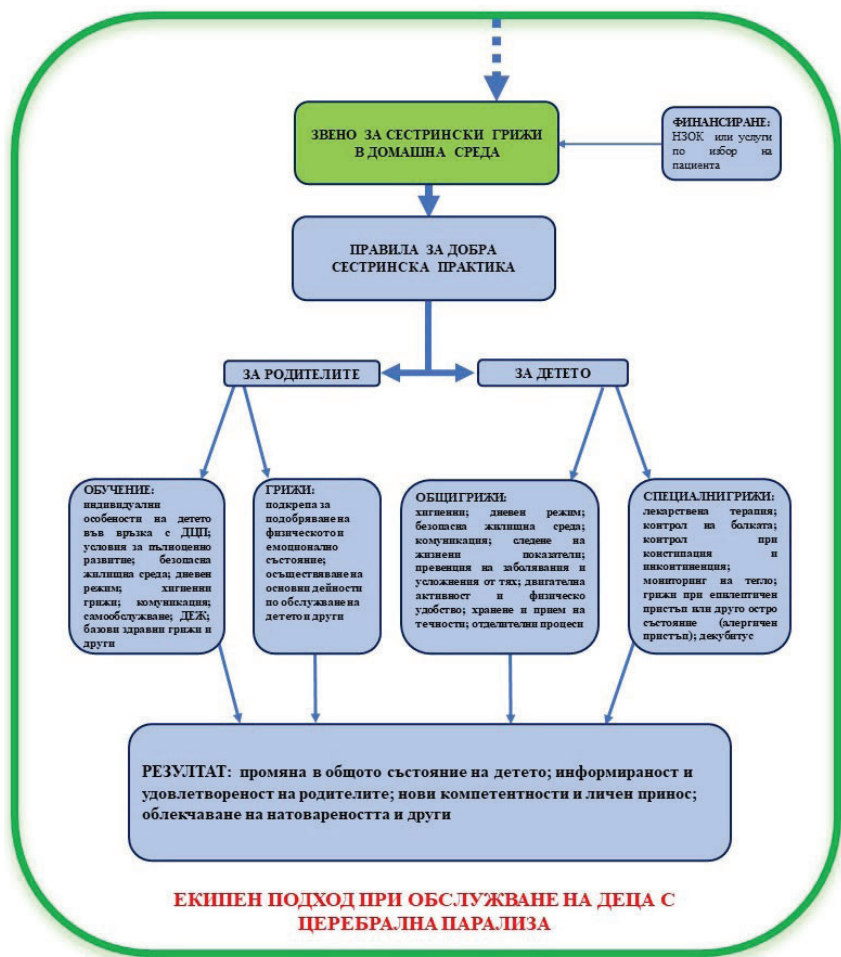 ЗВЕНО ЗА СЕСТРИНСКИ ГРИЖИ
В ДОМАШНА СРЕДА
ФИНАНСИРАНЕ:
НЗОК или услуги
по избор на
пациента
ПРАВИЛА ЗА ДОБРА
СЕСТРИНСКА ПРАКТИКА
ЗА РОДИТЕЛИТЕ
ЗА ДЕТЕТО
ОБУЧЕНИЕ:
индивидуални
особености на детето
във връзка с ДЦП;
условия за пълноценно
развитие; безопасна
жилищна среда; дневен
режим; хигиенни
грижи; комуникация;
самообслужване; ДЕЖ;
базови здравни грижи и
други
ГРИЖИ:
подкрепа за
подобряване на
физическото и
емоционално
състояние;
осъществяване на
основни дейности
по обслужване на
детето и други
ОБЩИ ГРИЖИ:
хигиенни; дневен режим;
безопасна жилищна среда;
комуникация; следене на
жизнени показатели;
превенция на заболявания и
усложнения от тях; двигателна
активност и физическо
удобство; хранене и прием на
течности; отделителни процеси
СПЕЦИАЛНИ ГРИЖИ:
лекарствена терапия;
контрол на болката;
контрол при
констипация и
инконтиненция;
мониторинг на тегло;
грижи при епилептичен
пристъп или друго остро
състояние (алергичен
пристъп); декубитус
РЕЗУЛТАТ: промяна в общото състояние на детето; информираност и
удовлетвореност на родителите; нови компетентности и личен принос;
облекчаване на натовареността и други
ЕКИПЕН ПОДХОД ПРИ ОБСЛУЖВАНЕ НА ДЕЦА С
ЦЕРЕБРАЛНА ПАРАЛИЗА